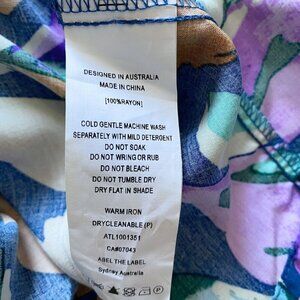 DESIGNED IN AUSTRALIA
MADE IN CHINA
[100%RAYON]
COLD GENTLE MACHINE WASH
SEPARATELY WITH MILD DETERGENT
DO NOT SOAK
DO NOT WRING OR RUB
DO NOT BLEACH
DO NOT TUMBLE DRY
DRY FLAT IN SHADE
WARM IRON
DRYCLEANABLE (P)
ATL1001351
CA#07043
ABEL THE LABEL
Sydney Australia